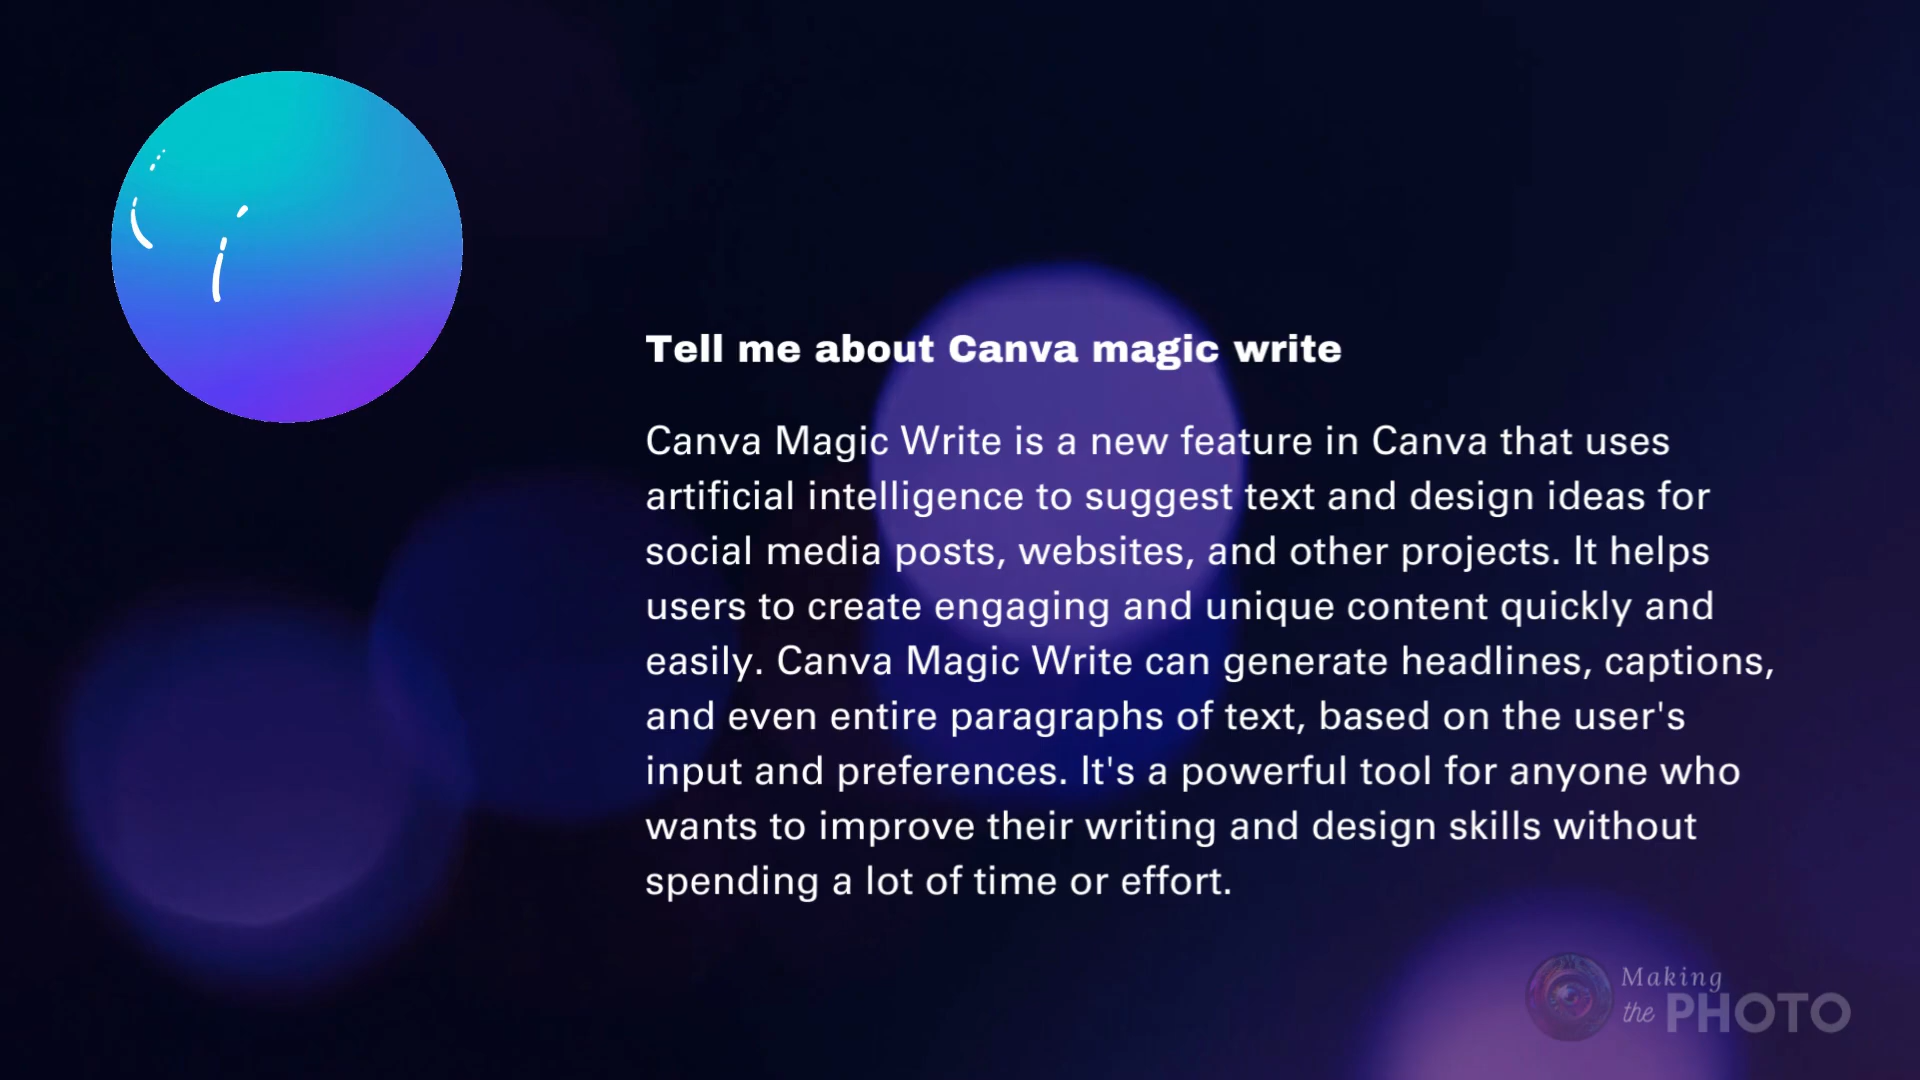 Tell me about Canva magic write
Canva Magic Write is a new feature in Canva that uses
artificial intelligence to suggest text and design ideas for
social media posts, websites, and other projects. It helps
users to create engaging and unique content quickly and
easily. Canva Magic Write can generate headlines, captions,
and even entire paragraphs of text, based on the user's
input and preferences. It's a powerful tool for anyone who
wants to improve their writing and design skills without
spending a lot of time or effort.
Making
the PHOTO